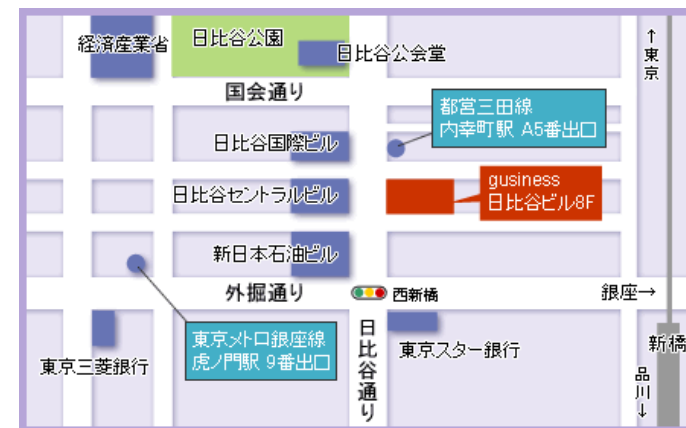 経済産業省
日比谷公園
日比谷公会堂
↑東京
国会通り
都営三田線
内幸町駅 A5番出口
日比谷国際ビル
gusiness
日比谷ビル8F
日比谷セントラルビル
新日本石油ビル
外掘通り
西新橋
銀座→
東京メトロ銀座線
虎ノ門駅 9番出口
日比谷通り
東京スター銀行
新橋
東京三菱銀行
品川↓